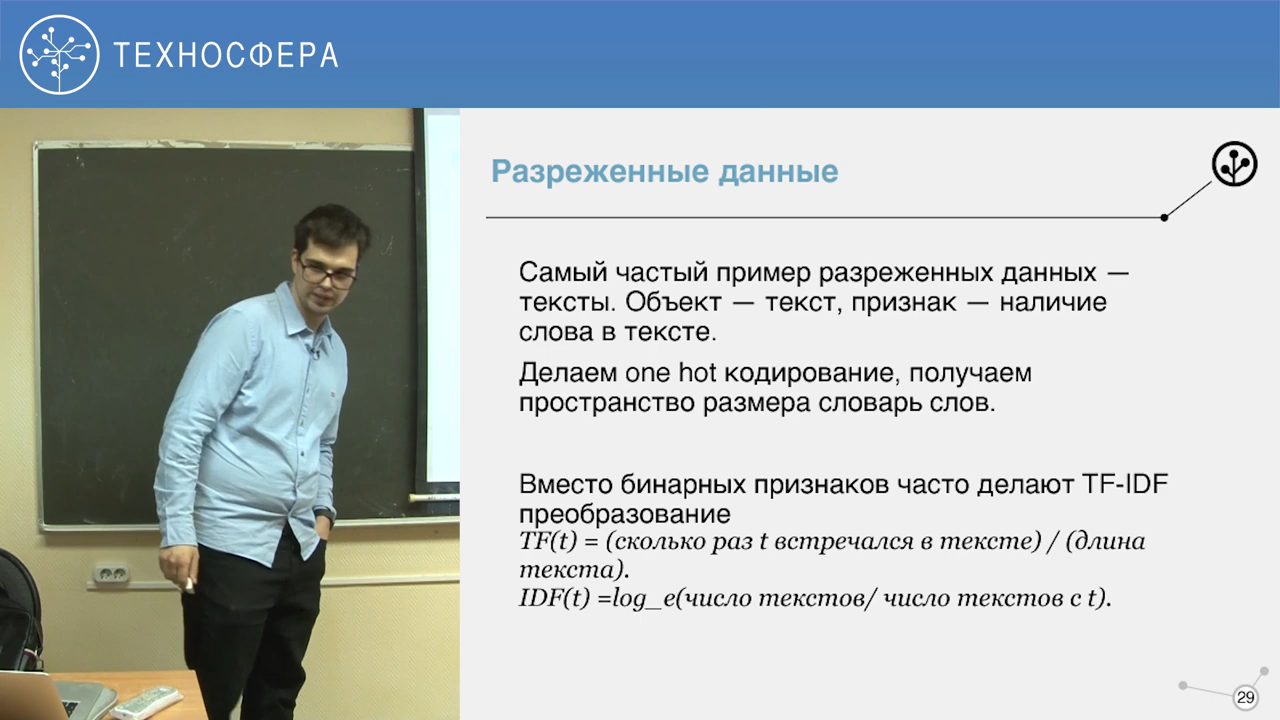 ТЕХНОСФЕРА
Разреженные данные
Самый частый пример разреженных данных —
тексты. Объект — текст, признак — наличие
слова в тексте.
Делаем one hot кодирование, получаем
пространство размера словарь слов.
Вместо бинарных признаков часто делают TF-IDF
преобразование
TF(t) = (сколько раз t встречался в тексте) / (длина
текста).
IDF(t) =log_e(число текстов/ число текстов с t).
29